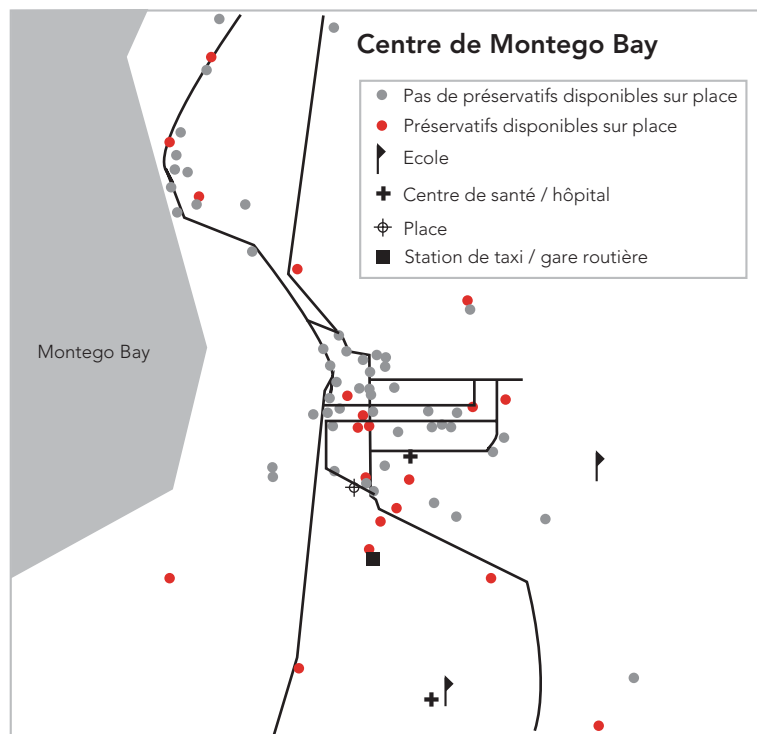 Centre de Montego Bay
Pas de préservatifs disponibles sur place
Préservatifs disponibles sur place
Ecole
Centre de santé / hôpital
Place
Station de taxi / gare routière
Montego Bay